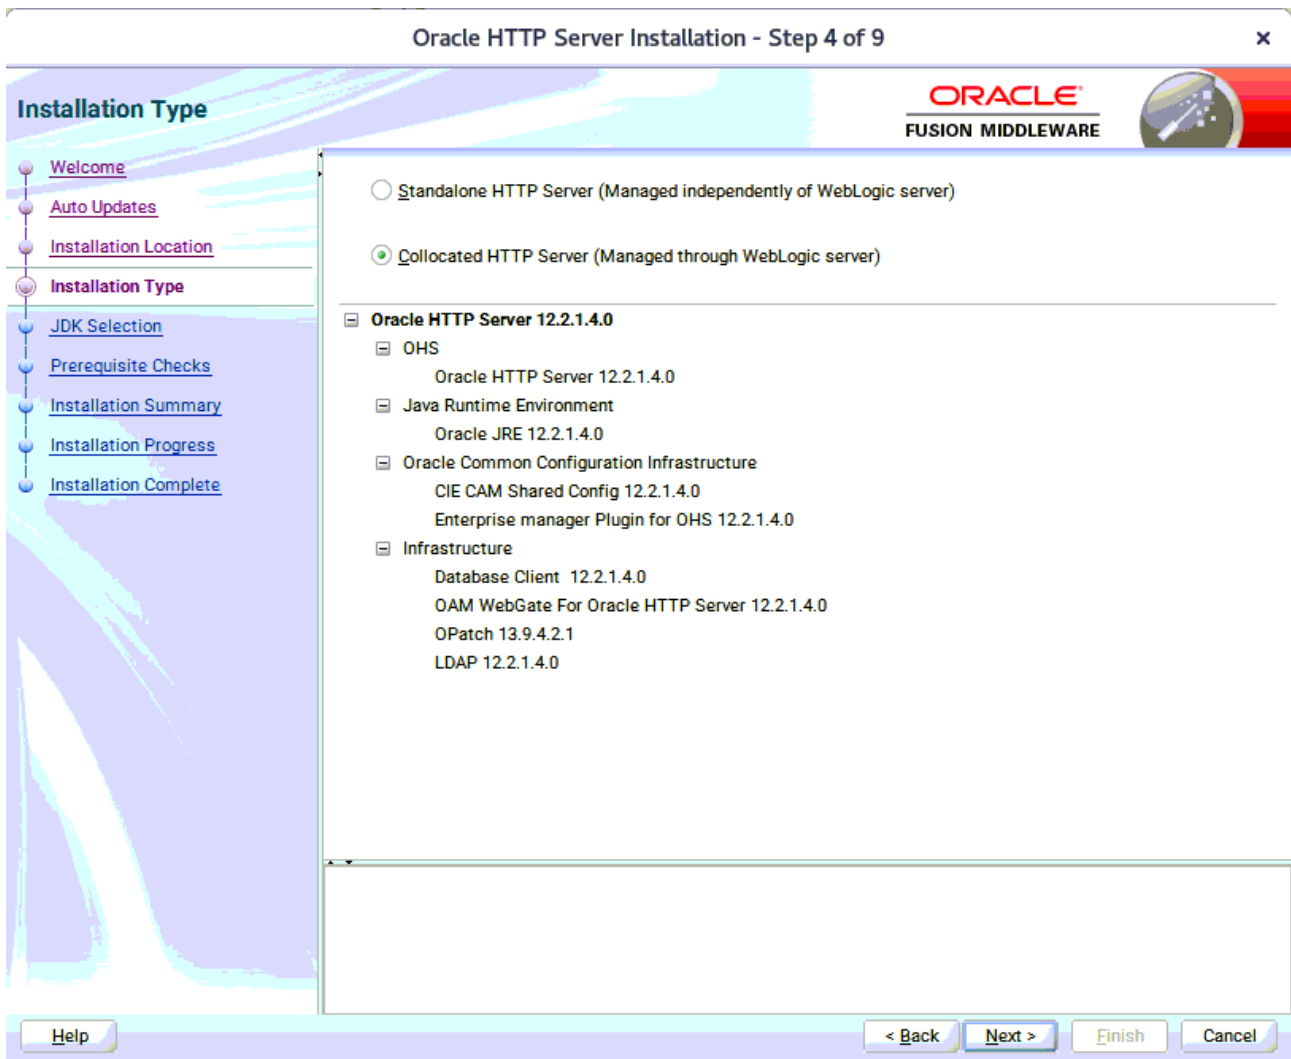 Oracle HTTP Server Installation - Step 4 of 9
Installation Type
ORACLE
FUSION MIDDLEWARE
Welcome
Auto Updates
Installation Location
Installation Type
JDK Selection
Prerequisite Checks
Installation Summary
Installation Progress
Installation Complete
Standalone HTTP Server (Managed independently of WebLogic server)
Collocated HTTP Server (Managed through WebLogic server)
Oracle HTTP Server 12.2.1.4.0
OHS
Oracle HTTP Server 12.2.1.4.0
Java Runtime Environment
Oracle JRE 12.2.1.4.0
Oracle Common Configuration Infrastructure
CIE CAM Shared Config 12.2.1.4.0
Enterprise manager Plugin for OHS 12.2.1.4.0
Infrastructure
Database Client  12.2.1.4.0
OAM WebGate For Oracle HTTP Server 12.2.1.4.0
OPatch 13.9.4.2.1
LDAP 12.2.1.4.0
Help
< Back
Next >
Finish
Cancel